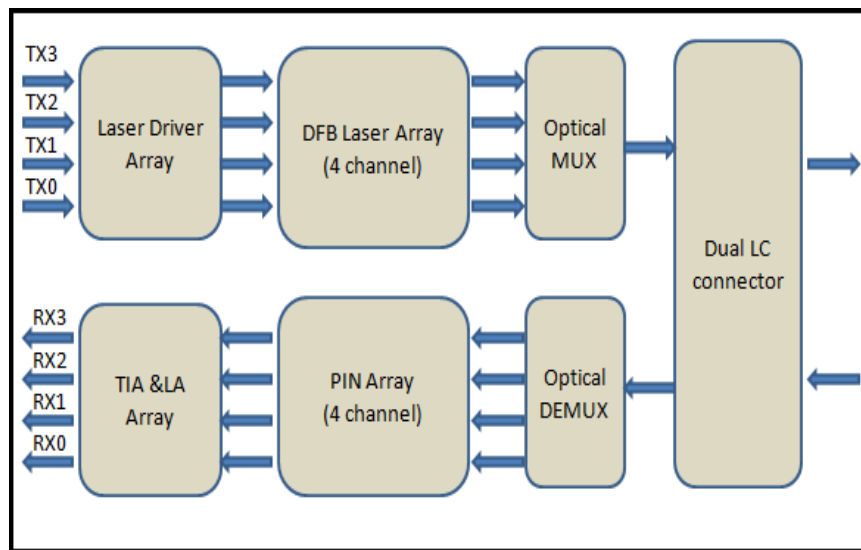 TX3
TX2
TX1
TX0
Laser Driver
Array
DFB Laser Array
(4 channel)
Optical
MUX
Dual LC
connector
RX3
RX2
RX1
RX0
TIA &LA
Array
PIN Array
(4 channel)
Optical
DEMUX